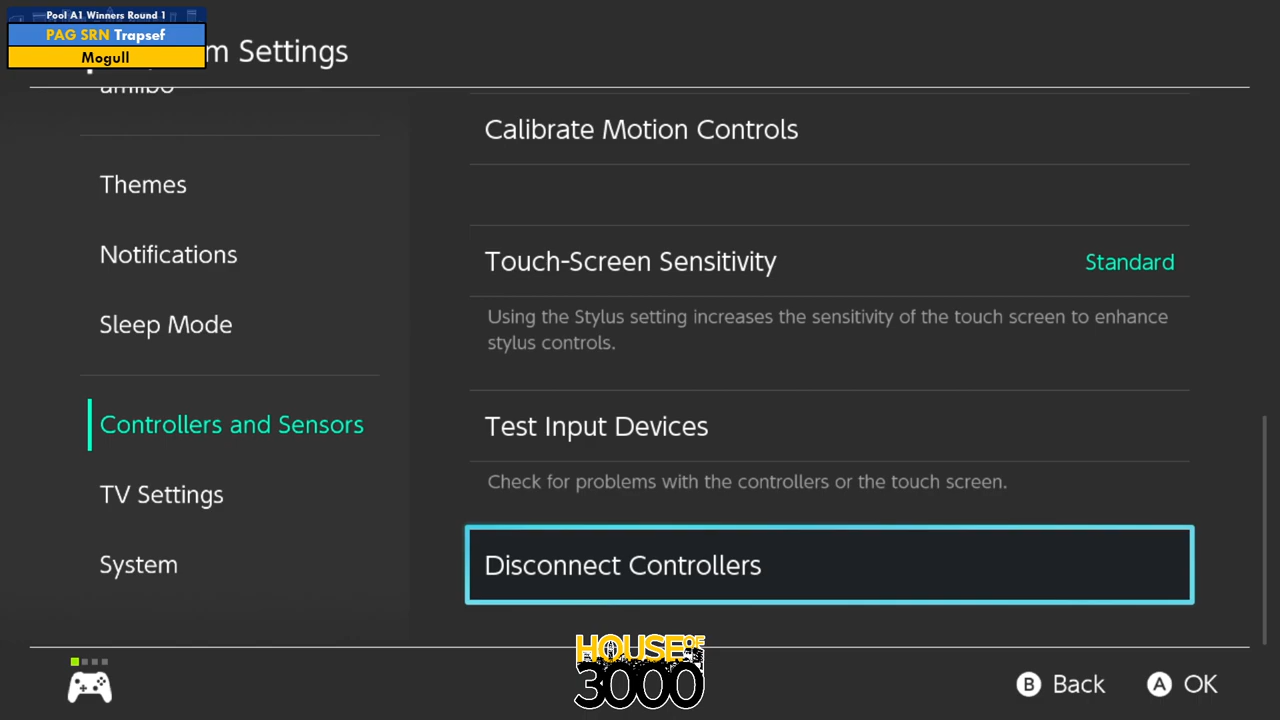 Pool A1 Winners Round 1
PAG SRN Trapsef
Mogull
m Settings
amiibo
Themes
Notifications
Sleep Mode
Controllers and Sensors
TV Settings
System
Calibrate Motion Controls
Touch-Screen Sensitivity Standard
Using the Stylus setting increases the sensitivity of the touch screen to enhance
stylus controls.
Test Input Devices
Check for problems with the controllers or the touch screen.
Disconnect Controllers
HOUSE OF
3000
B Back A OK